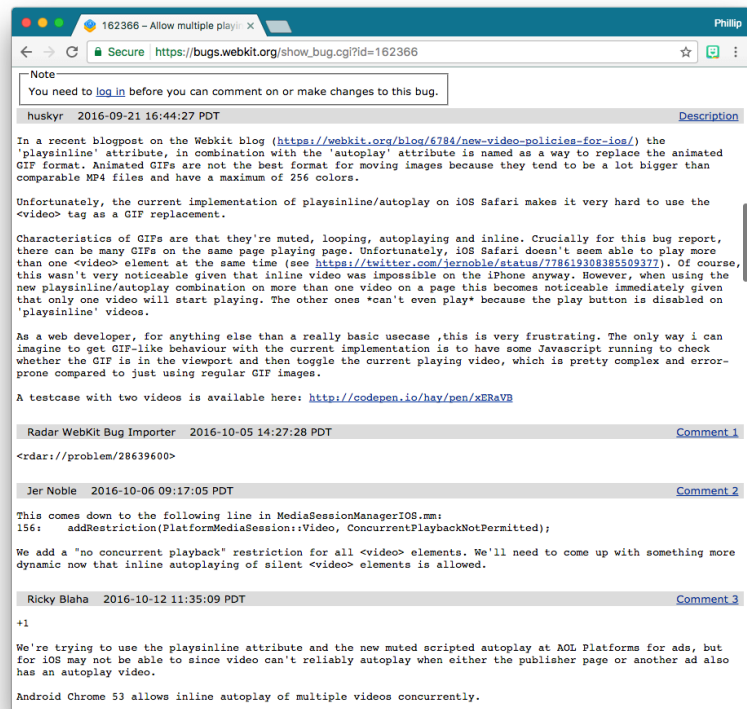 162366 – Allow multiple playin
Phillip
Secure https://bugs.webkit.org/show_bug.cgi?id=162366
Note
You need to log in before you can comment on or make changes to this bug.
huskyr 2016-09-21 16:44:27 PDT Description
In a recent blogpost on the Webkit blog (https://webkit.org/blog/6784/new-video-policies-for-ios/) the
'playsinline' attribute, in combination with the 'autoplay' attribute is named as a way to replace the animated
GIF format. Animated GIFs are not the best format for moving images because they tend to be a lot bigger than
comparable MP4 files and have a maximum of 256 colors.
Unfortunately, the current implementation of playsinline/autoplay on iOS Safari makes it very hard to use the
<video> tag as a GIF replacement.
Characteristics of GIFs are that they're muted, looping, autoplaying and inline. Crucially for this bug report,
there can be many GIFs on the same page playing page. Unfortunately, iOS Safari doesn't seem able to play more
than one <video> element at the same time (see https://twitter.com/jernoble/status/778619308385509377). Of course,
this wasn't very noticeable given that inline video was impossible on the iPhone anyway. However, when using the
new playsinline/autoplay combination on more than one video on a page this becomes noticeable immediately given
that only one video will start playing. The other ones *can't even play* because the play button is disabled on
'playsinline' videos.
As a web developer, for anything else than a really basic usecase ,this is very frustrating. The only way i can
imagine to get GIF-like behaviour with the current implementation is to have some Javascript running to check
whether the GIF is in the viewport and then toggle the current playing video, which is pretty complex and error-
prone compared to just using regular GIF images.
A testcase with two videos is available here: http://codepen.io/hay/pen/xERaVB
Radar WebKit Bug Importer 2016-10-05 14:27:28 PDT Comment 1
<rdar://problem/28639600>
Jer Noble 2016-10-06 09:17:05 PDT Comment 2
This comes down to the following line in MediaSessionManagerIOS.mm:
156: addRestriction(PlatformMediaSession::Video, ConcurrentPlaybackNotPermitted);
We add a "no concurrent playback" restriction for all <video> elements. We'll need to come up with something more
dynamic now that inline autoplaying of silent <video> elements is allowed.
Ricky Blaha 2016-10-12 11:35:09 PDT Comment 3
+1
We're trying to use the playsinline attribute and the new muted scripted autoplay at AOL Platforms for ads, but
for iOS may not be able to since video can't reliably autoplay when either the publisher page or another ad also
has an autoplay video.
Android Chrome 53 allows inline autoplay of multiple videos concurrently.